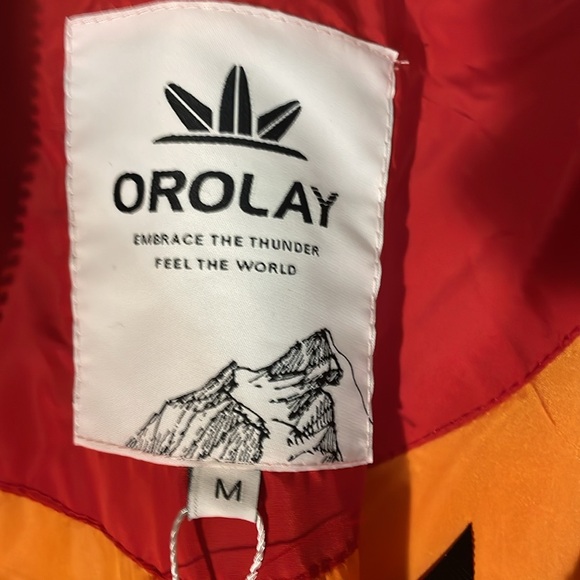 OROLAY
EMBRACE THE THUNDER
FEEL THE WORLD
M